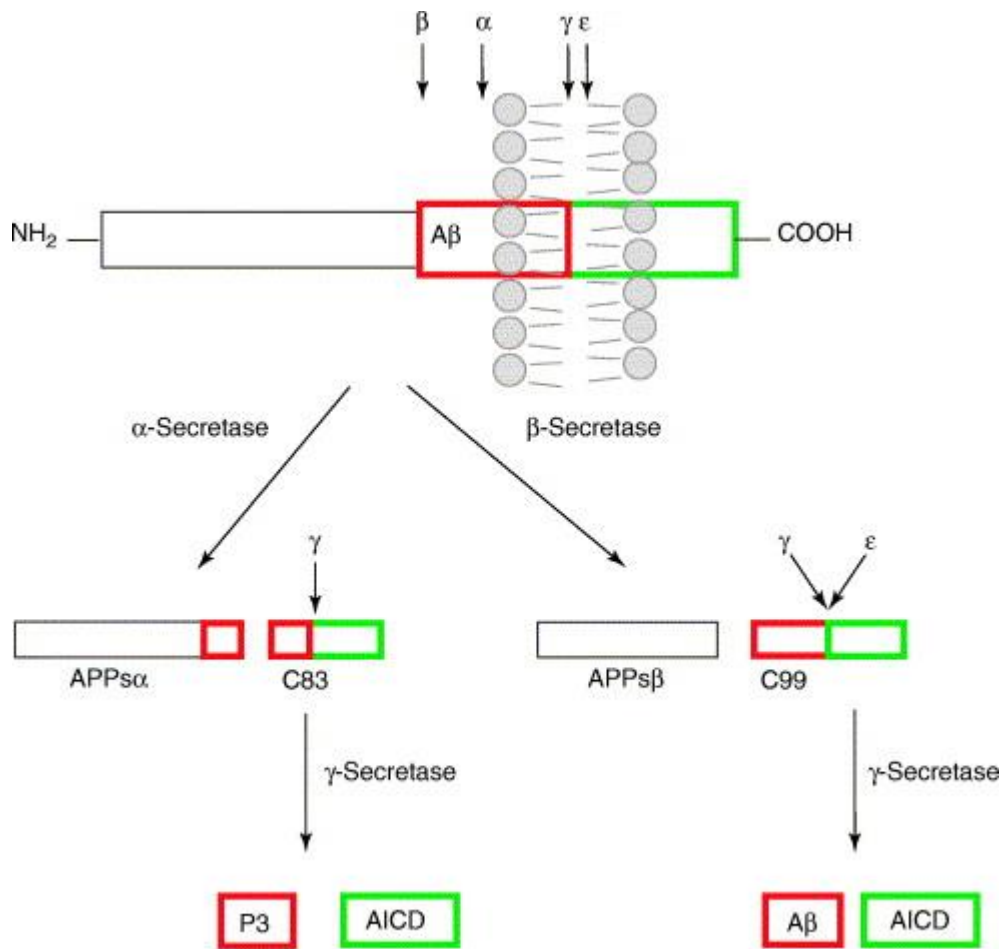 β α γ ε
NH₂ Aβ COOH
α-Secretase β-Secretase
γ γ ε
APPsα C83 APPsβ C99
γ-Secretase γ-Secretase
P3 AICD Aβ AICD